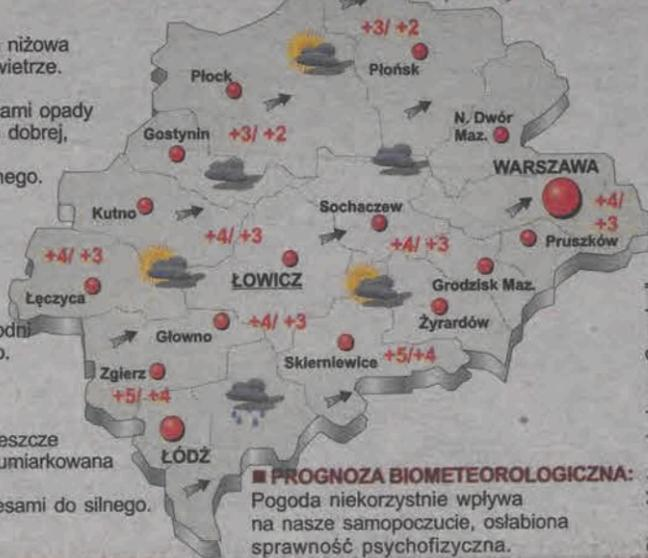 niżowa
wietrze.
ami opady
dobrej,
nego.
odni
o.
eszcze
umiarkowana
esami do silnego.
+3/ +2
Płońsk
Płock
N. Dwór
Maz.
Gostynin
+3/ +2
WARSZAWA
+4/
+3
Kutno
Sochaczew
+4/ +3
+4/ +3
Pruszków
+4/ +3
ŁOWICZ
Grodzisk Maz.
Łęczyca
Żyrardów
Głowno
+4/ +3
Skierniewice
+5/+4
Zgierz
+5/ +4
ŁÓDŹ
■ PROGNOZA BIOMETEOROLOGICZNA:
Pogoda niekorzystnie wpływa
na nasze samopoczucie, osłabiona
sprawność psychofizyczna.